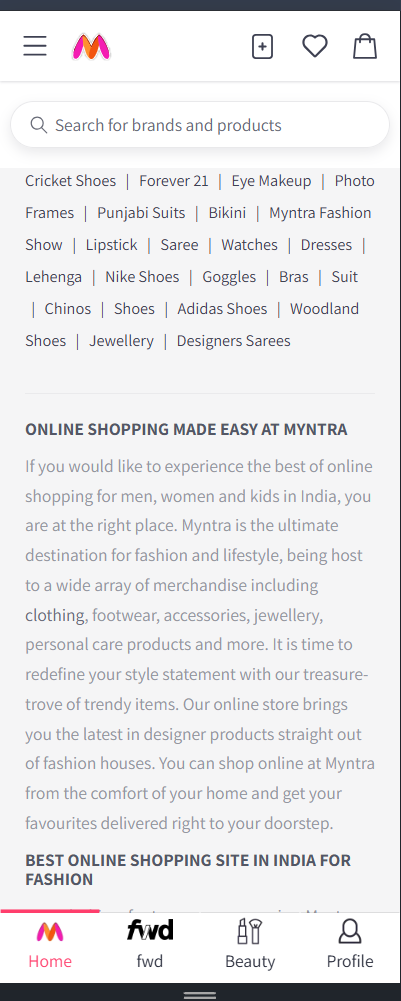 Search for brands and products
Cricket Shoes | Forever 21 | Eye Makeup | Photo
Frames | Punjabi Suits | Bikini | Myntra Fashion
Show | Lipstick | Saree | Watches | Dresses |
Lehenga | Nike Shoes | Goggles | Bras | Suit
| Chinos | Shoes | Adidas Shoes | Woodland
Shoes | Jewellery | Designers Sarees
ONLINE SHOPPING MADE EASY AT MYNTRA
If you would like to experience the best of online
shopping for men, women and kids in India, you
are at the right place. Myntra is the ultimate
destination for fashion and lifestyle, being host
to a wide array of merchandise including
clothing, footwear, accessories, jewellery,
personal care products and more. It is time to
redefine your style statement with our treasure-
trove of trendy items. Our online store brings
you the latest in designer products straight out
of fashion houses. You can shop online at Myntra
from the comfort of your home and get your
favourites delivered right to your doorstep.
BEST ONLINE SHOPPING SITE IN INDIA FOR
FASHION
fwd
Home fwd Beauty Profile